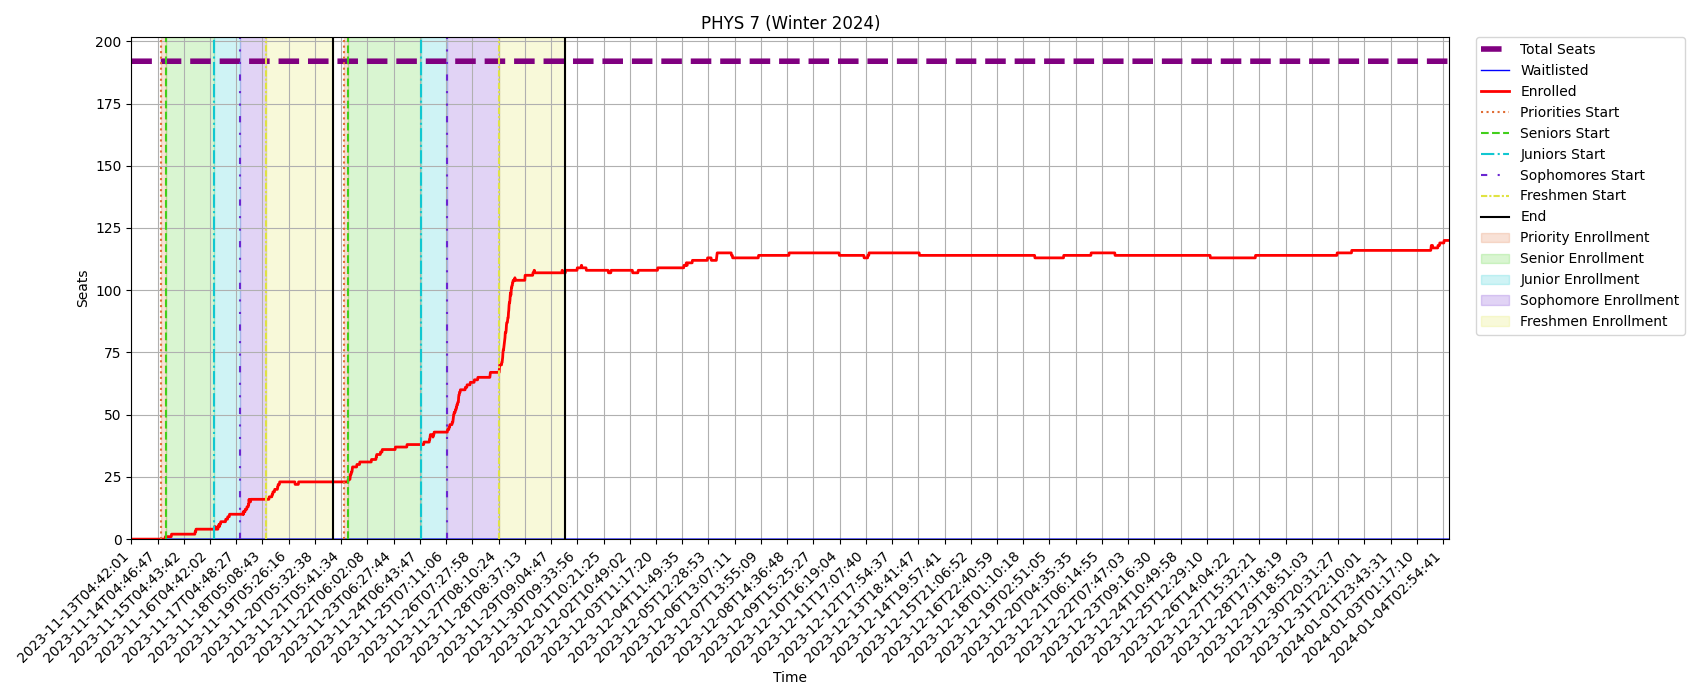 PHYS 7 (Winter 2024)
200
175
150
125
100
75
50
25
0
Seats
2023-11-13T04:42:01
2023-11-14T04:46:47
2023-11-15T04:43:42
2023-11-16T04:42:02
2023-11-17T04:48:27
2023-11-18T05:08:43
2023-11-19T05:26:16
2023-11-20T05:32:38
2023-11-21T05:41:34
2023-11-22T06:02:08
2023-11-23T06:27:44
2023-11-24T06:43:47
2023-11-25T07:11:06
2023-11-26T07:27:58
2023-11-27T08:10:24
2023-11-28T08:37:13
2023-11-29T09:04:47
2023-11-30T09:33:56
2023-12-01T10:21:25
2023-12-02T10:49:02
2023-12-03T11:17:20
2023-12-04T11:49:35
2023-12-05T12:28:53
2023-12-06T13:07:11
2023-12-07T13:55:09
2023-12-08T14:36:48
2023-12-09T15:25:27
2023-12-10T16:19:04
2023-12-11T17:07:40
2023-12-12T17:54:37
2023-12-13T18:41:47
2023-12-14T19:57:41
2023-12-15T21:06:52
2023-12-16T22:40:59
2023-12-18T01:10:18
2023-12-19T02:51:05
2023-12-20T04:35:35
2023-12-21T06:14:55
2023-12-22T07:47:03
2023-12-23T09:16:30
2023-12-24T10:49:58
2023-12-25T12:29:10
2023-12-26T14:04:22
2023-12-27T15:32:21
2023-12-28T17:18:19
2023-12-29T18:51:03
2023-12-30T20:31:27
2023-12-31T22:10:01
2024-01-01T23:43:31
2024-01-03T01:17:10
2024-01-04T02:54:41
Time
Total Seats
Waitlisted
Enrolled
Priorities Start
Seniors Start
Juniors Start
Sophomores Start
Freshmen Start
End
Priority Enrollment
Senior Enrollment
Junior Enrollment
Sophomore Enrollment
Freshmen Enrollment